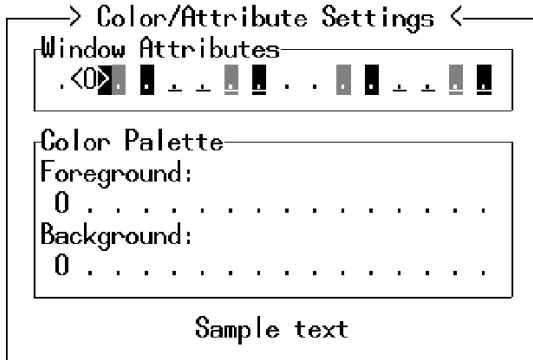 > Color/Attribute Settings <
Window Attributes
.<0>. . . . . . . . . . . . . .
Color Palette
Foreground:
0 . . . . . . . . . . . . . . .
Background:
0 . . . . . . . . . . . . . . .
Sample text